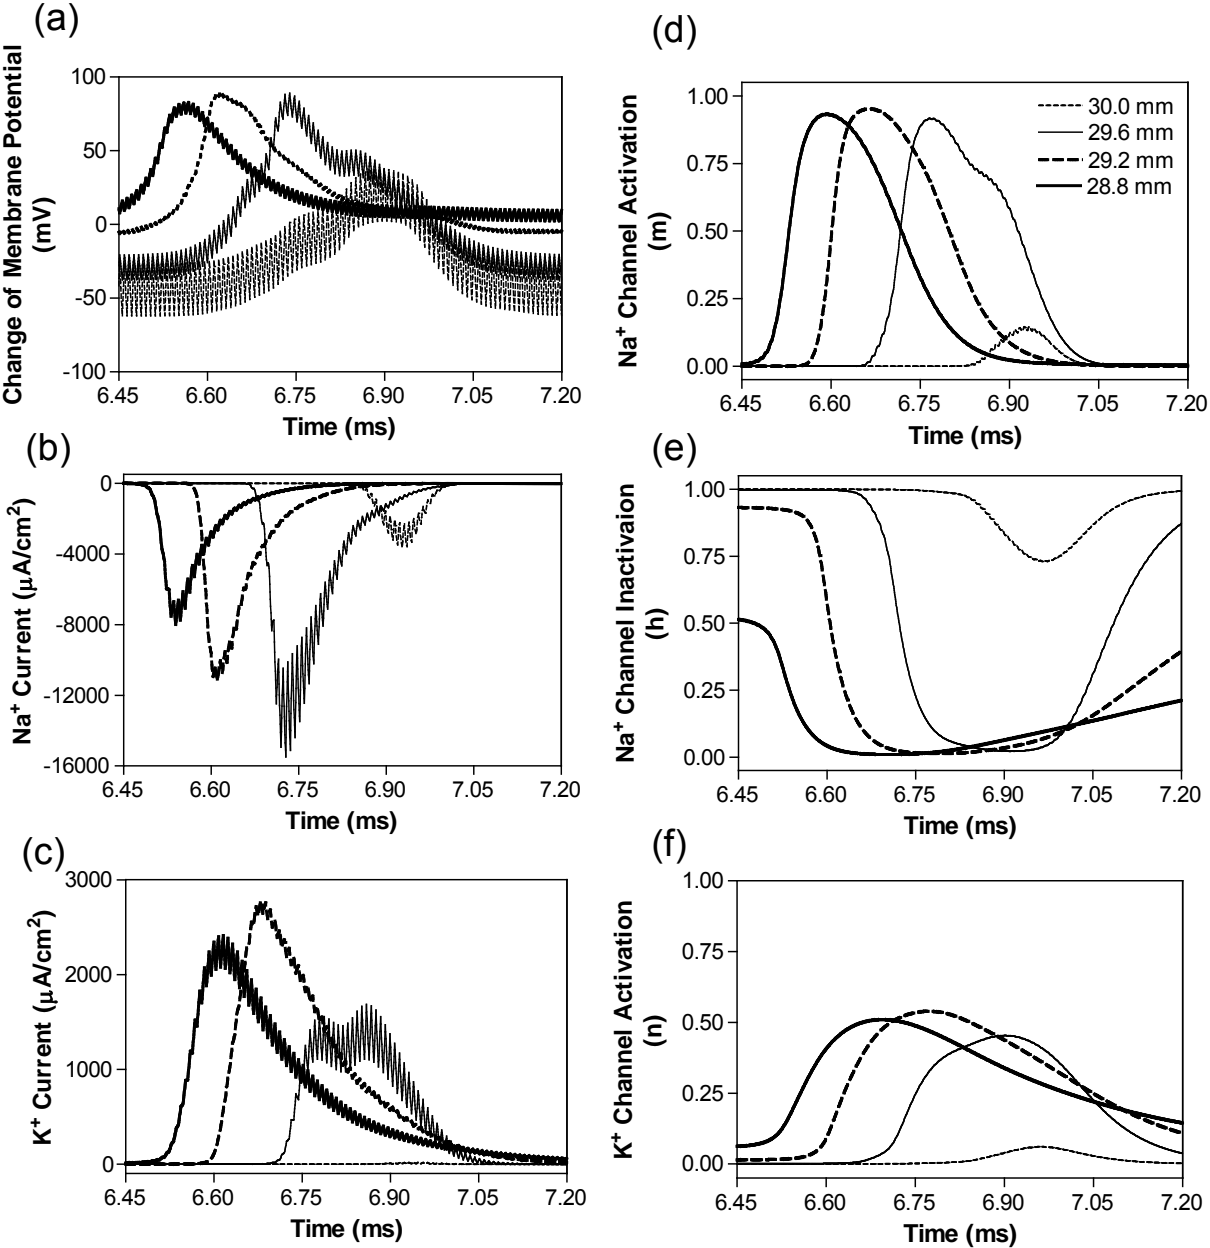 (a)
Change of Membrane Potential
(mV)
100
50
0
-50
-100
6.45 6.60 6.75 6.90 7.05 7.20
Time (ms)
(b)
Na+ Current (μA/cm2)
0
-4000
-8000
-12000
-16000
6.45 6.60 6.75 6.90 7.05 7.20
Time (ms)
(c)
K+ Current (μA/cm2)
3000
2000
1000
0
6.45 6.60 6.75 6.90 7.05 7.20
Time (ms)
(d)
Na+ Channel Activation
(m)
1.00
0.75
0.50
0.25
0.00
30.0 mm
29.6 mm
29.2 mm
28.8 mm
6.45 6.60 6.75 6.90 7.05 7.20
Time (ms)
(e)
Na+ Channel Inactivaion
(h)
1.00
0.75
0.50
0.25
0.00
6.45 6.60 6.75 6.90 7.05 7.20
Time (ms)
(f)
K+ Channel Activation
(n)
1.00
0.75
0.50
0.25
0.00
6.45 6.60 6.75 6.90 7.05 7.20
Time (ms)